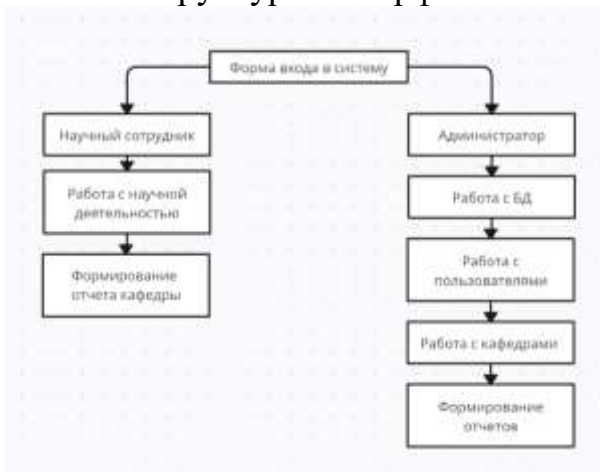 Форма входа в систему
Научный сотрудник
Администратор
Работа с научной
деятельностью
Работа с БД
Формирование
отчета кафедры
Работа с
пользователями
Работа с кафедрами
Формирование
отчетов